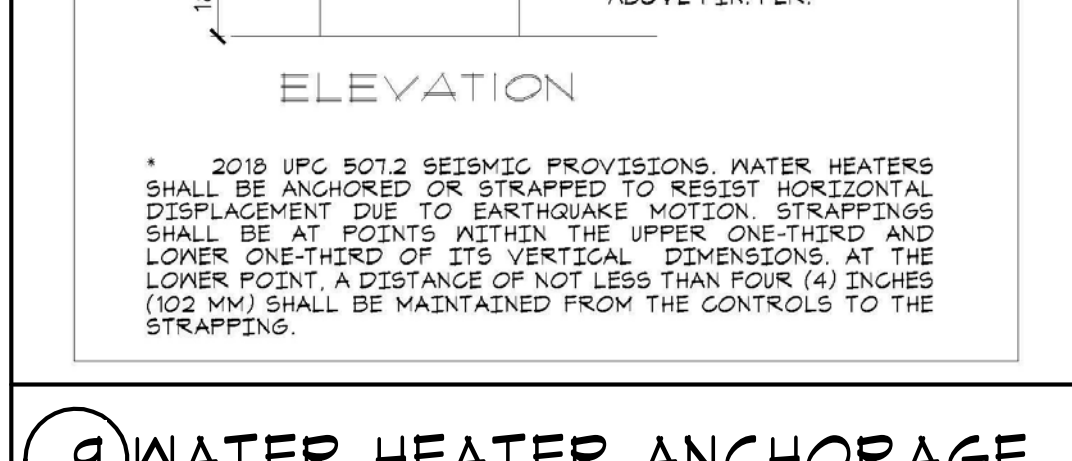 ELEVATION
* 2018 UPC 507.2 SEISMIC PROVISIONS. WATER HEATERS
SHALL BE ANCHORED OR STRAPPED TO RESIST HORIZONTAL
DISPLACEMENT DUE TO EARTHQUAKE MOTION. STRAPPINGS
SHALL BE AT POINTS WITHIN THE UPPER ONE-THIRD AND
LOWER ONE-THIRD OF ITS VERTICAL DIMENSIONS. AT THE
LOWER POINT, A DISTANCE OF NOT LESS THAN FOUR (4) INCHES
(102 MM) SHALL BE MAINTAINED FROM THE CONTROLS TO THE
STRAPPING.
9 WATER HEATER ANCHORAGE